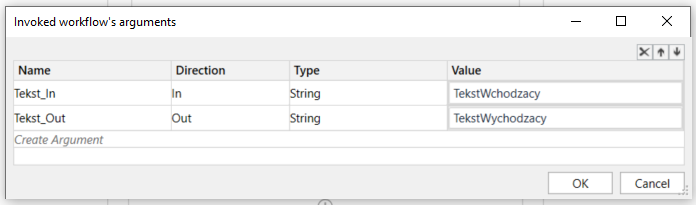 Invoked workflow's arguments
Name Direction Type Value
Tekst_In In String TekstWchodzacy
Tekst_Out Out String TekstWychodzacy
Create Argument
OK Cancel